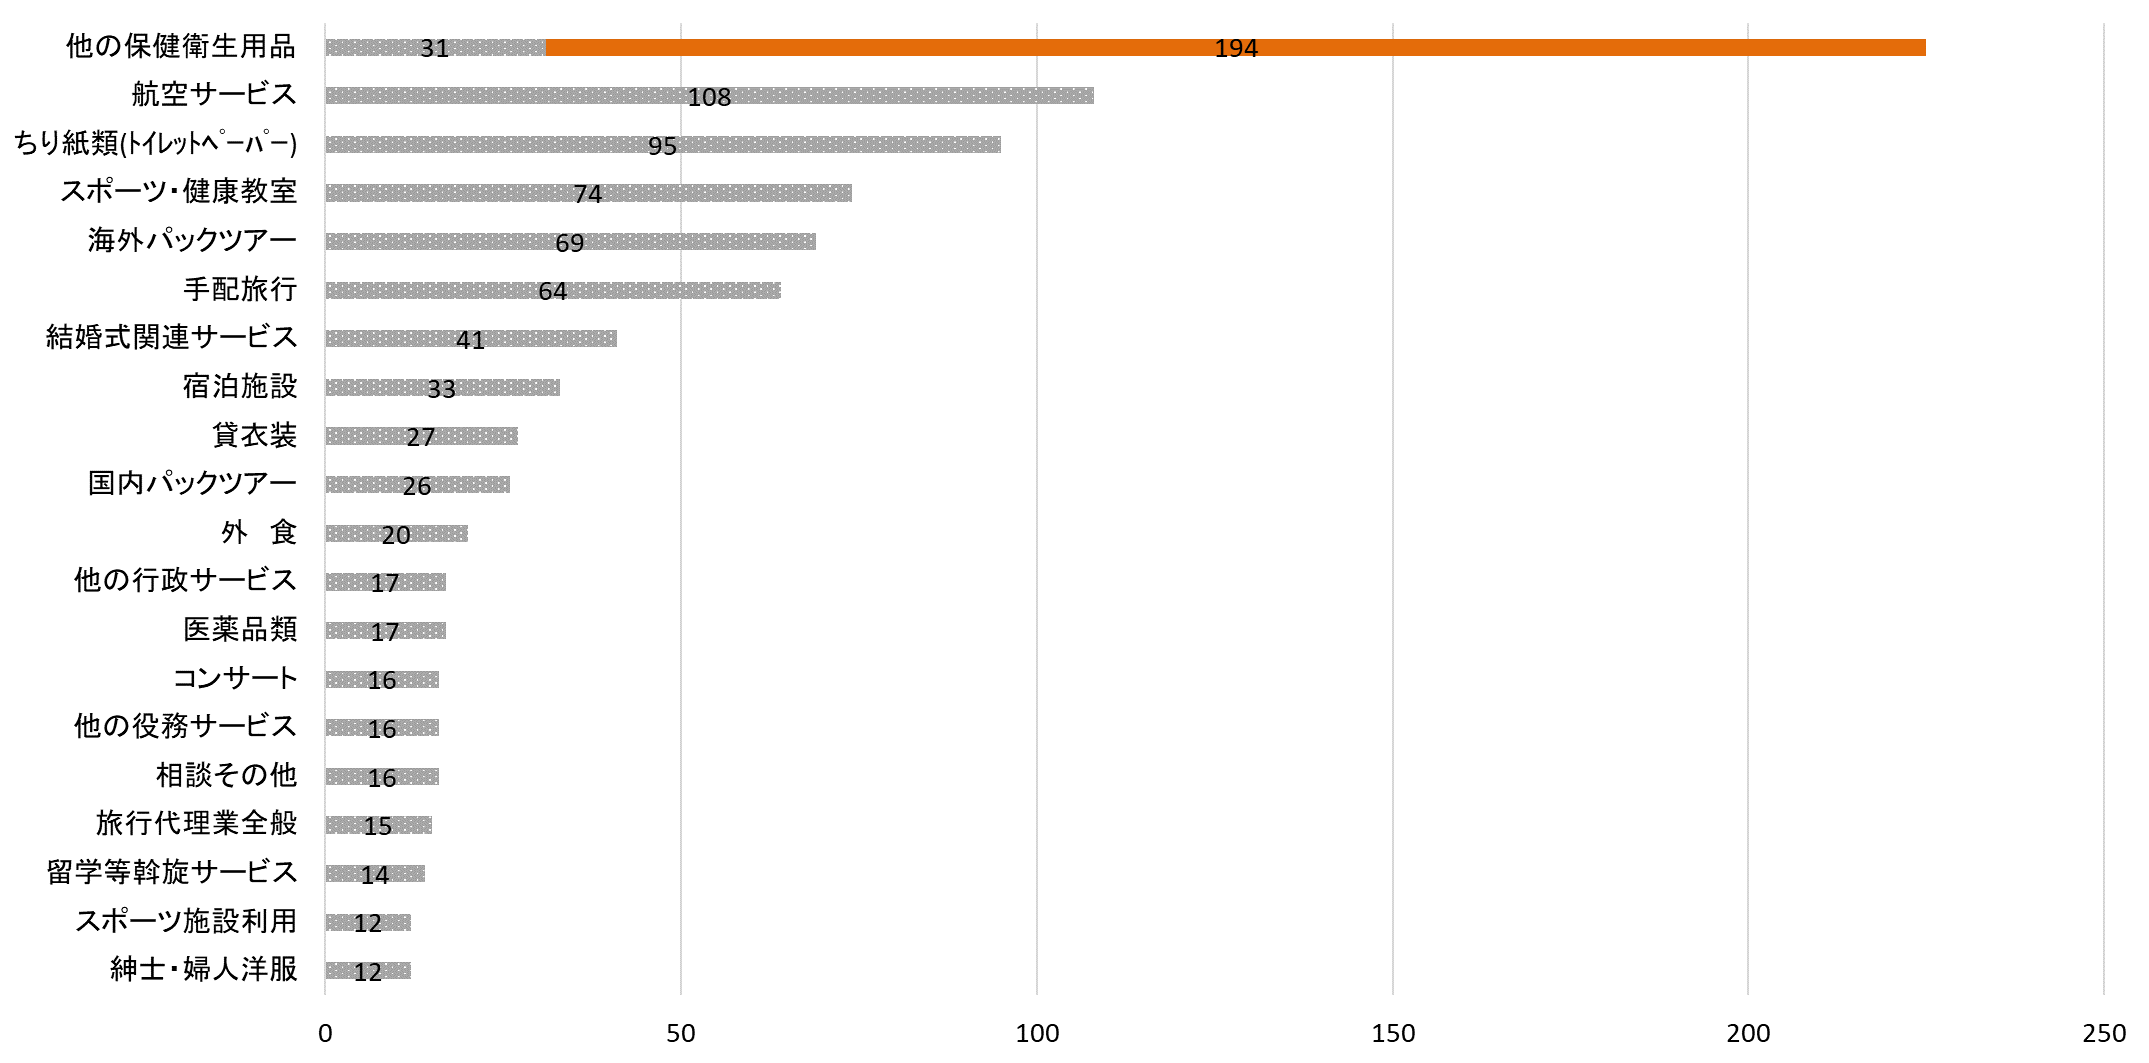 他の保健衛生用品 31 194
航空サービス 108
ちり紙類(ﾄｲﾚｯﾄﾍﾟｰﾊﾟｰ) 95
スポーツ・健康教室 74
海外パックツアー 69
手配旅行 64
結婚式関連サービス 41
宿泊施設 33
貸衣装 27
国内パックツアー 26
外　食 20
他の行政サービス 17
医薬品類 17
コンサート 16
他の役務サービス 16
相談その他 16
旅行代理業全般 15
留学等斡旋サービス 14
スポーツ施設利用 12
紳士・婦人洋服 12
0 50 100 150 200 250